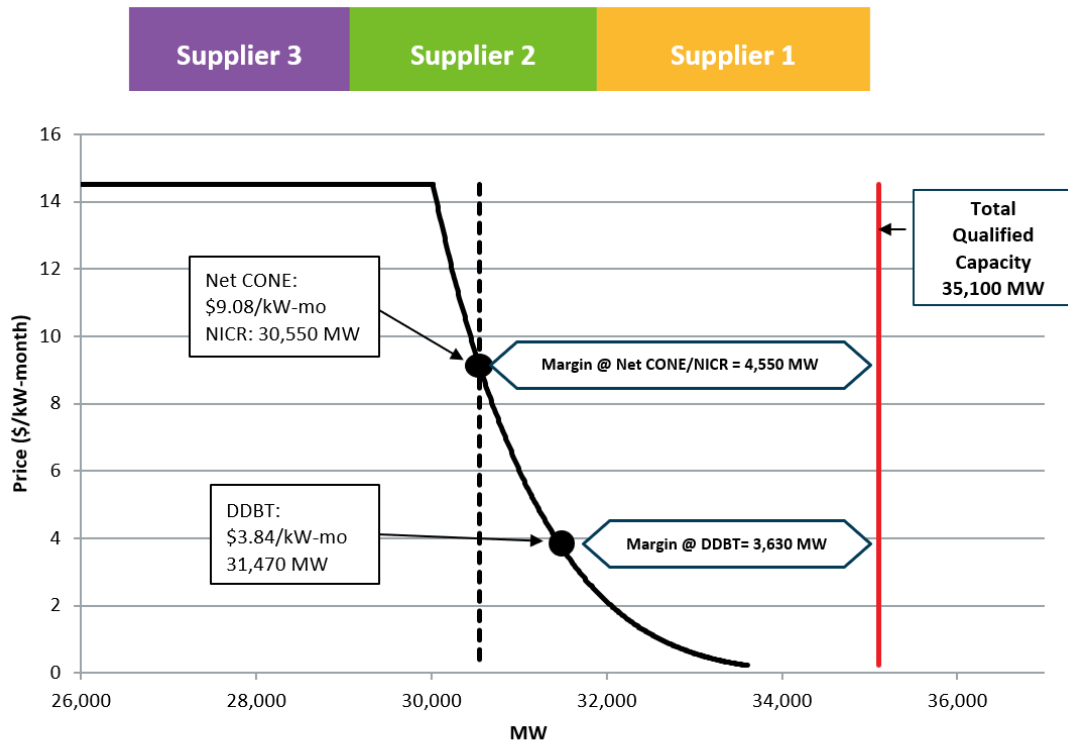 Supplier 3
Supplier 2
Supplier 1
16
14
12
10
8
6
4
2
0
Price ($/kW-month)
Net CONE:
$9.08/kW-mo
NICR: 30,550 MW
Total
Qualified
Capacity
35,100 MW
Margin @ Net CONE/NICR = 4,550 MW
DDBT:
$3.84/kW-mo
31,470 MW
Margin @ DDBT= 3,630 MW
26,000
28,000
30,000
32,000
34,000
36,000
MW